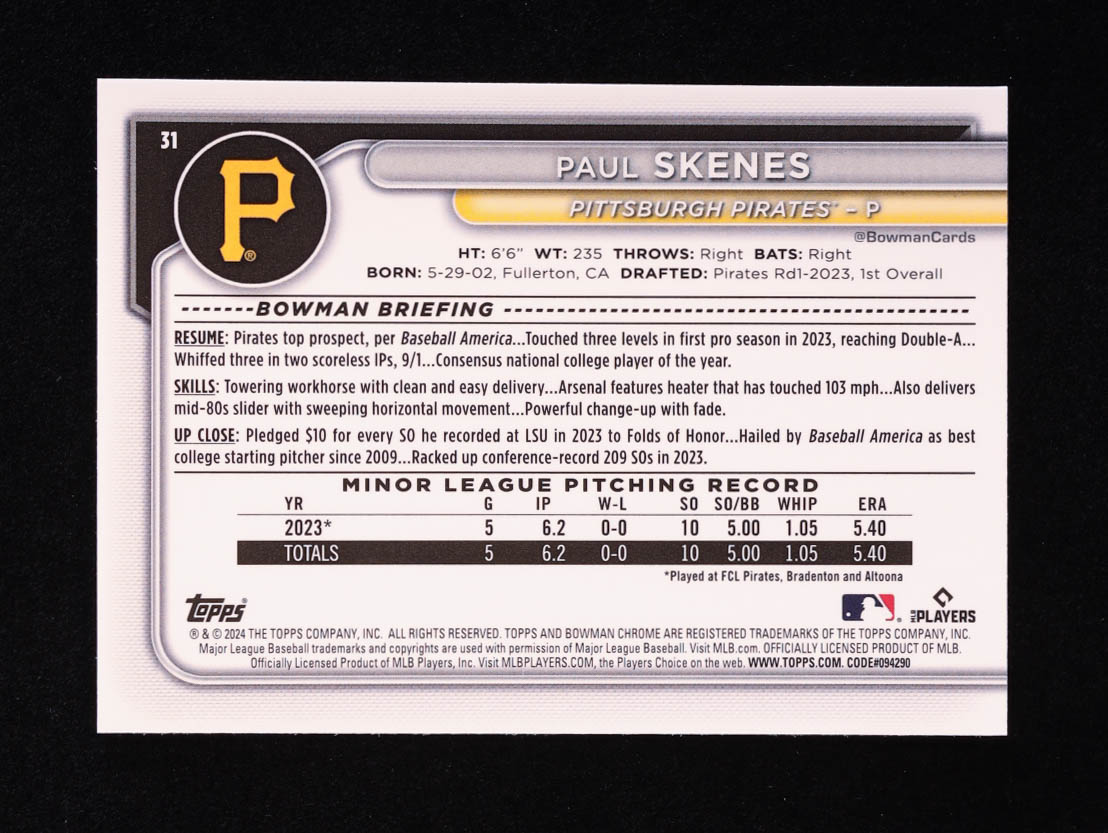 31
P®
PAUL SKENES
PITTSBURGH PIRATES™ – P
@BowmanCards
HT: 6'6" WT: 235 THROWS: Right BATS: Right
BORN: 5-29-02, Fullerton, CA DRAFTED: Pirates Rd1-2023, 1st Overall
BOWMAN BRIEFING
RESUME: Pirates top prospect, per Baseball America...Touched three levels in first pro season in 2023, reaching Double-A...
Whiffed three in two scoreless IPs, 9/1...Consensus national college player of the year.
SKILLS: Towering workhorse with clean and easy delivery...Arsenal features heater that has touched 103 mph...Also delivers
mid-80s slider with sweeping horizontal movement...Powerful change-up with fade.
UP CLOSE: Pledged $10 for every SO he recorded at LSU in 2023 to Folds of Honor...Hailed by Baseball America as best
college starting pitcher since 2009...Racked up conference-record 209 SOs in 2023.
MINOR LEAGUE PITCHING RECORD
YR G IP W-L SO SO/BB WHIP ERA
2023* 5 6.2 0-0 10 5.00 1.05 5.40
TOTALS 5 6.2 0-0 10 5.00 1.05 5.40
*Played at FCL Pirates, Bradenton and Altoona
topps®
MLB PLAYERS
® & © 2024 THE TOPPS COMPANY, INC. ALL RIGHTS RESERVED. TOPPS AND BOWMAN CHROME ARE REGISTERED TRADEMARKS OF THE TOPPS COMPANY, INC.
Major League Baseball trademarks and copyrights are used with permission of Major League Baseball. Visit MLB.com. OFFICIALLY LICENSED PRODUCT OF MLB.
Officially Licensed Product of MLB Players, Inc. Visit MLBPLAYERS.COM, the Players Choice on the web. WWW.TOPPS.COM. CODE#094290